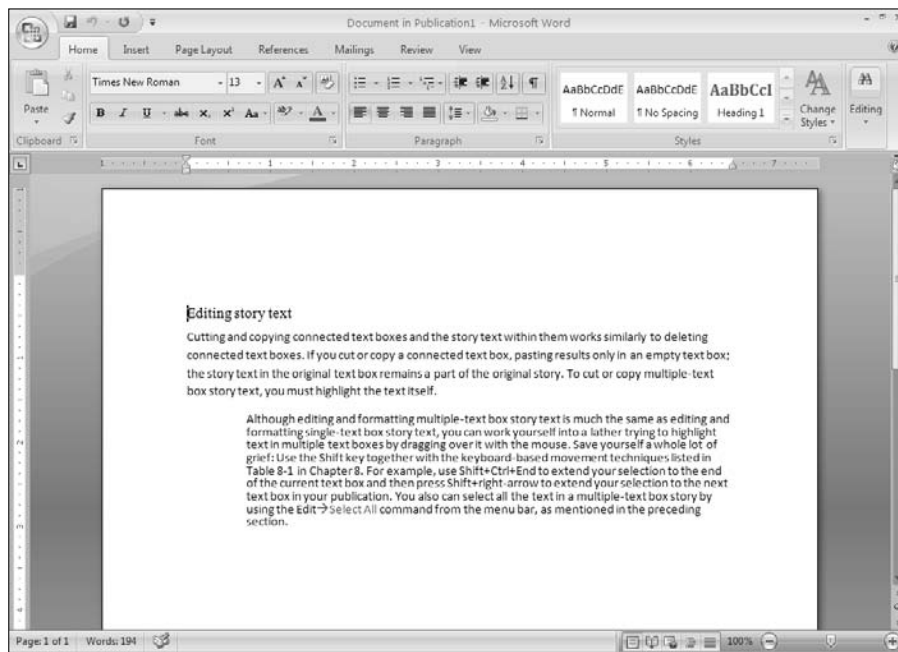 Document in Publication1 - Microsoft Word
Home Insert Page Layout References Mailings Review View
Times New Roman 13 A A
Paste B I U abe X, X² Aa A
AaBbCcDdE AaBbCcDdE AaBbCcI
¶ Normal ¶ No Spacing Heading 1
Change Styles Editing
Clipboard Font Paragraph Styles
1 1 2 3 4 5 6 7
Editing story text
Cutting and copying connected text boxes and the story text within them works similarly to deleting
connected text boxes. If you cut or copy a connected text box, pasting results only in an empty text box;
the story text in the original text box remains a part of the original story. To cut or copy multiple-text
box story text, you must highlight the text itself.
Although editing and formatting multiple-text box story text is much the same as editing and
formatting single-text box story text, you can work yourself into a lather trying to highlight
text in multiple text boxes by dragging over it with the mouse. Save yourself a whole lot of
grief: Use the Shift key together with the keyboard-based movement techniques listed in
Table 8-1 in Chapter 8. For example, use Shift+Ctrl+End to extend your selection to the end
of the current text box and then press Shift+right-arrow to extend your selection to the next
text box in your publication. You also can select all the text in a multiple-text box story by
using the Edit→Select All command from the menu bar, as mentioned in the preceding
section.
Page: 1 of 1 Words: 194 100%